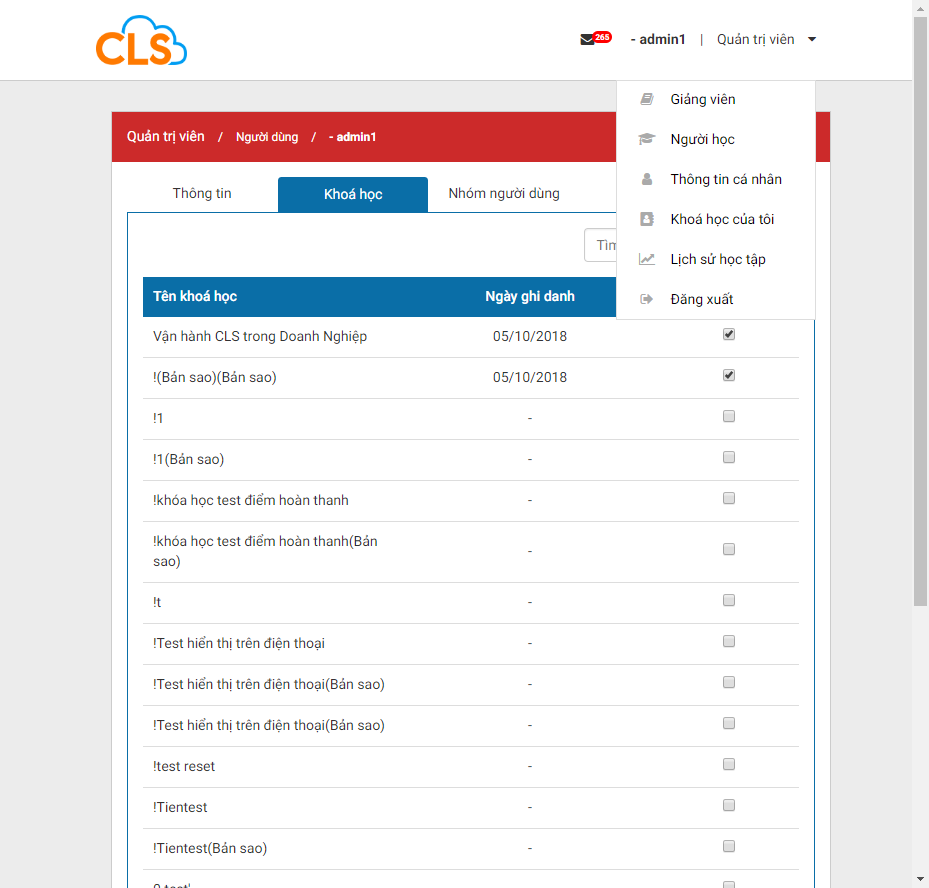 CLS
265
- admin1 | Quản trị viên
Giảng viên
Người học
Thông tin cá nhân
Khoá học của tôi
Lịch sử học tập
Đăng xuất
Quản trị viên / Người dùng / - admin1
Thông tin Khoá học Nhóm người dùng
Tên khoá học Ngày ghi danh
Vận hành CLS trong Doanh Nghiệp 05/10/2018
!(Bản sao)(Bản sao) 05/10/2018
!1 -
!1(Bản sao) -
!khóa học test điểm hoàn thanh -
!khóa học test điểm hoàn thanh(Bản
sao) -
!t -
!Test hiển thị trên điện thoại -
!Test hiển thị trên điện thoại(Bản sao) -
!Test hiển thị trên điện thoại(Bản sao) -
!test reset -
!Tientest -
!Tientest(Bản sao) -